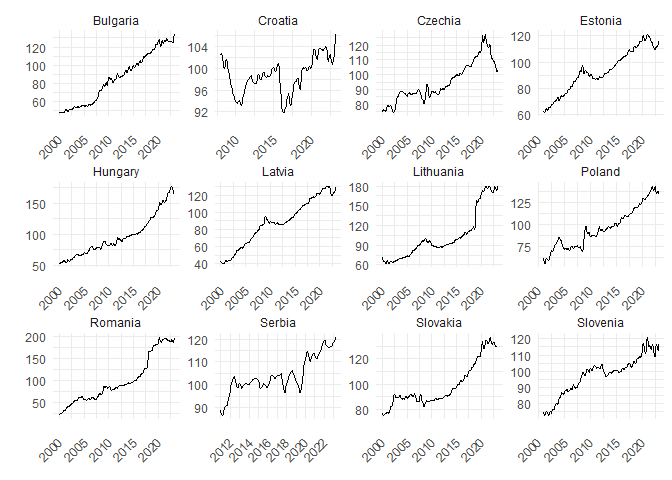 Bulgaria Croatia Czechia Estonia
120 100 80 60
104 100 96 92
120 110 100 90 80
120 100 80 60
2000 2005 2010 2015 2020
2010 2015 2020
2000 2005 2010 2015 2020
2000 2005 2010 2015 2020
Hungary Latvia Lithuania Poland
150 100 50
120 100 80 60 40
180 150 120 90 60
125 100 75
2000 2005 2010 2015 2020
2000 2005 2010 2015 2020
2000 2005 2010 2015 2020
2000 2005 2010 2015 2020
Romania Serbia Slovakia Slovenia
200 150 100 50
120 110 100 90
120 100 80
120 110 100 90 80
2000 2005 2010 2015 2020
2012 2014 2016 2018 2020 2022
2000 2005 2010 2015 2020
2000 2005 2010 2015 2020